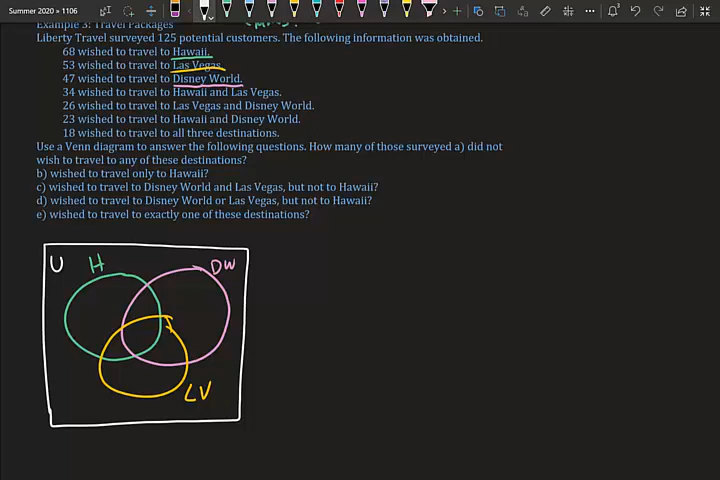 Summer 2020 » 1106
Example 3: Travel Packages
Liberty Travel surveyed 125 potential customers. The following information was obtained.
68 wished to travel to Hawaii.
53 wished to travel to Las Vegas.
47 wished to travel to Disney World.
34 wished to travel to Hawaii and Las Vegas.
26 wished to travel to Las Vegas and Disney World.
23 wished to travel to Hawaii and Disney World.
18 wished to travel to all three destinations.
Use a Venn diagram to answer the following questions. How many of those surveyed a) did not
wish to travel to any of these destinations?
b) wished to travel only to Hawaii?
c) wished to travel to Disney World and Las Vegas, but not to Hawaii?
d) wished to travel to Disney World or Las Vegas, but not to Hawaii?
e) wished to travel to exactly one of these destinations?
U H DW
LV